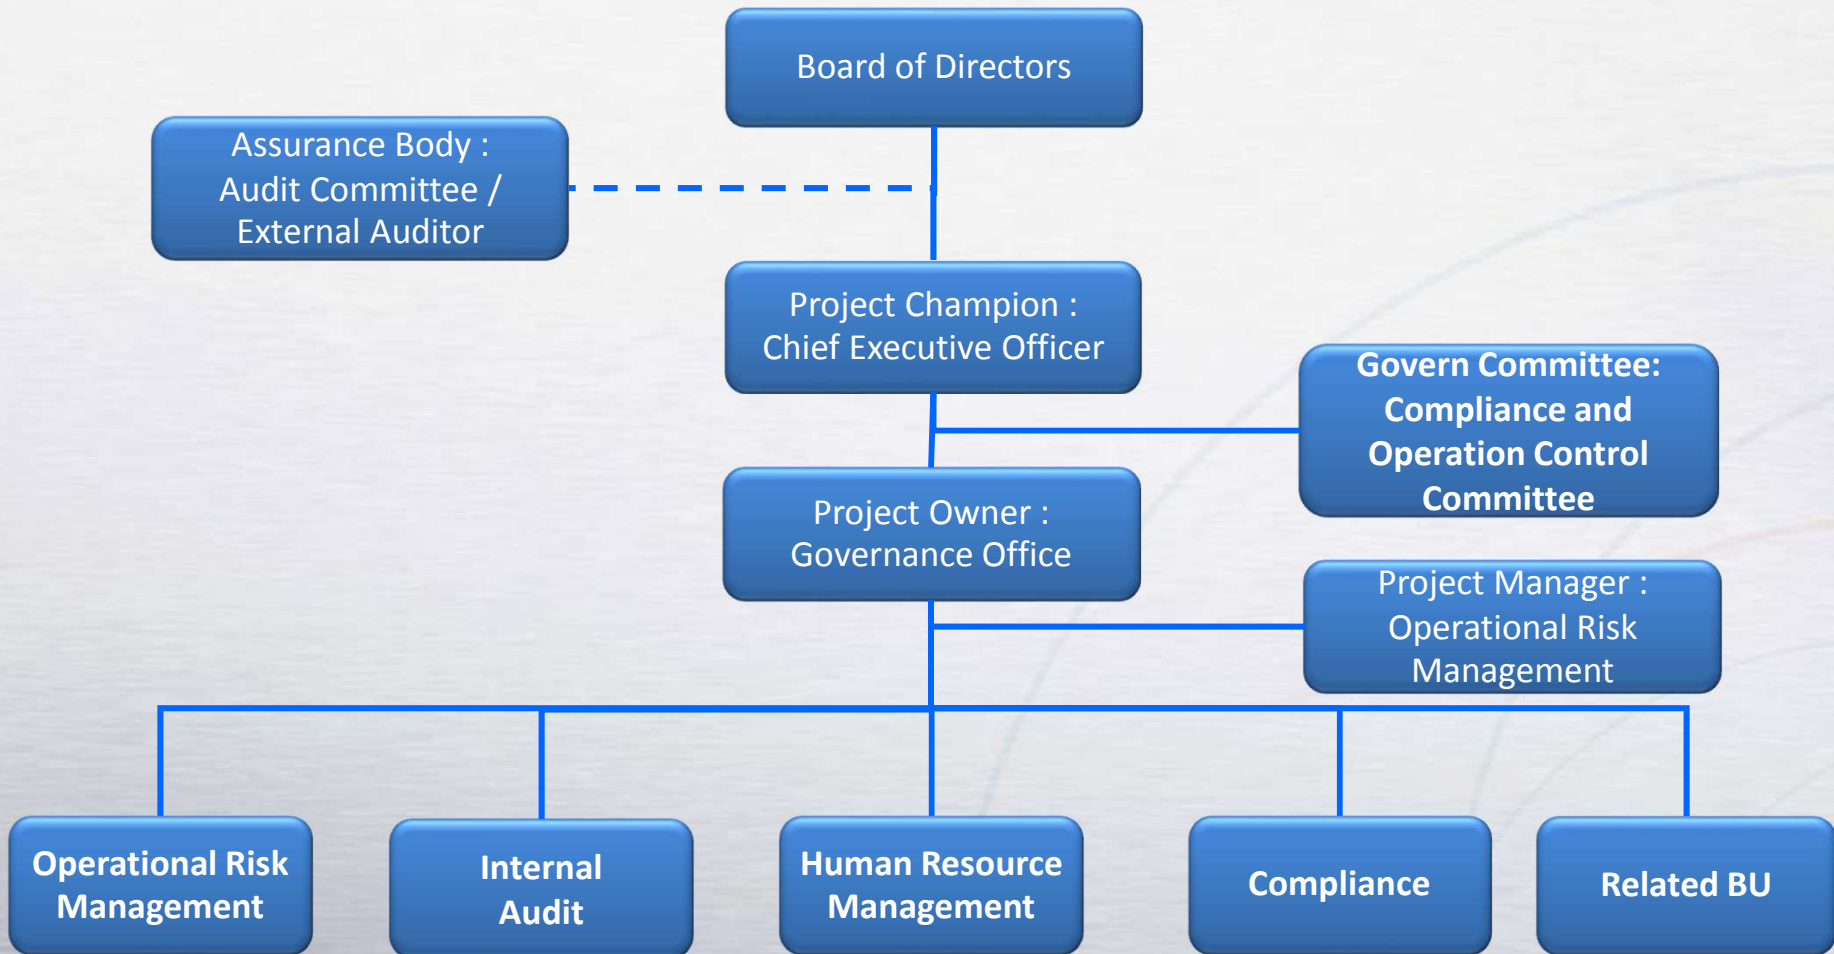 Board of Directors
Assurance Body :
Audit Committee /
External Auditor
Project Champion :
Chief Executive Officer
Govern Committee:
Compliance and
Operation Control
Committee
Project Owner :
Governance Office
Project Manager :
Operational Risk
Management
Operational Risk
Management
Internal
Audit
Human Resource
Management
Compliance
Related BU